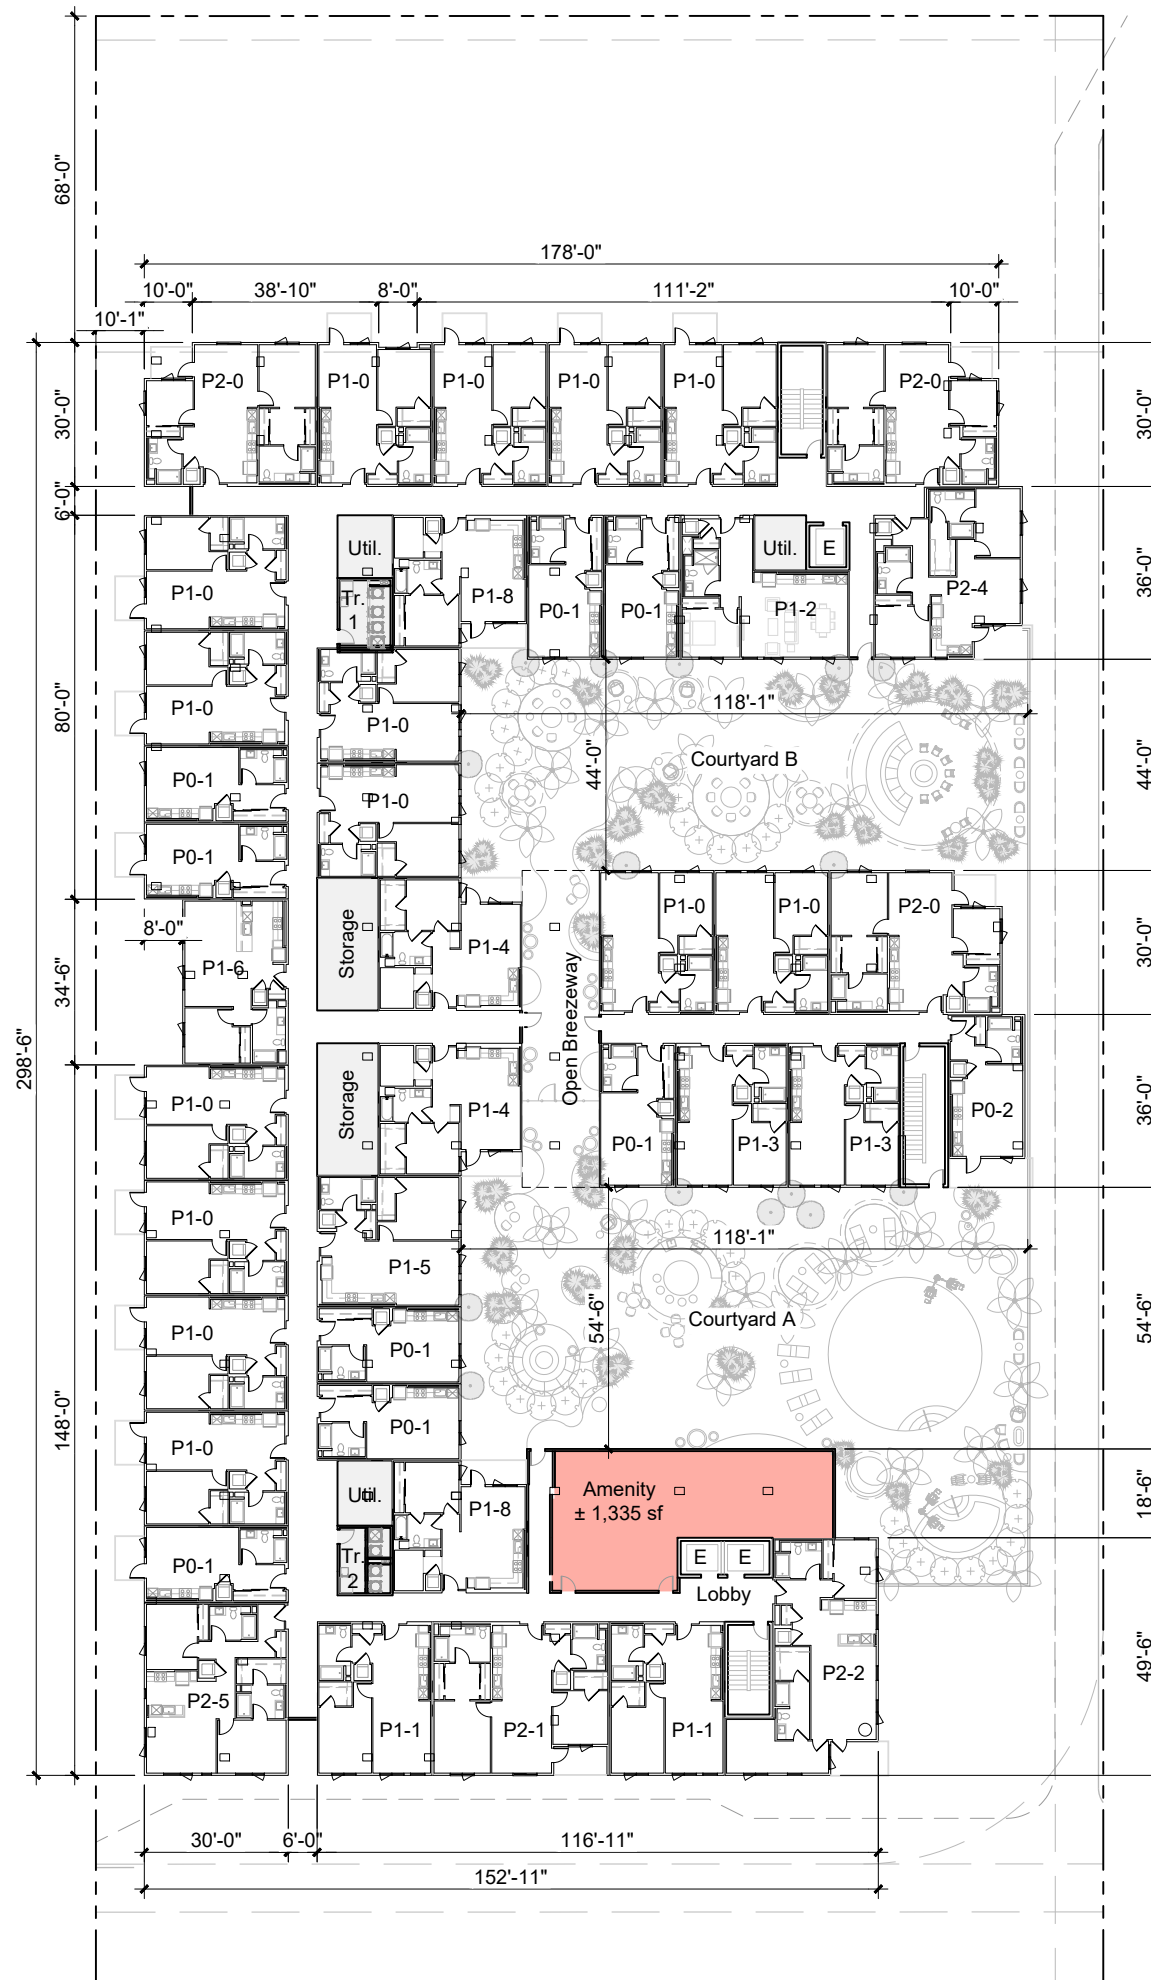 68'-0"
178'-0"
10'-0"
38'-10"
8'-0"
111'-2"
10'-0"
10'-1"
P2-0
P1-0
P1-0
P1-0
P1-0
P2-0
30'-0"
30'-0"
6'-0"
Util.
Util.
E
P1-0
Tr.
1
P1-8
P0-1
P0-1
P1-2
P2-4
36'-0"
80'-0"
P1-0
P1-0
118'-1"
Courtyard B
44'-0"
44'-0"
P0-1
P1-0
P0-1
Storage
P1-4
P1-0
P1-0
P2-0
8'-0"
P1-6
Open Breezeway
30'-0"
34'-6"
298'-6"
P1-0
Storage
P1-4
P0-1
P1-3
P1-3
P0-2
36'-0"
P1-0
118'-1"
P1-5
Courtyard A
54'-6"
54'-6"
P1-0
P0-1
148'-0"
P0-1
P1-0
Amenity
± 1,335 sf
Util.
P1-8
18'-6"
P0-1
Tr.
2
E
E
Lobby
49'-6"
P2-5
P1-1
P2-1
P1-1
P2-2
30'-0"
6'-0"
116'-11"
152'-11"